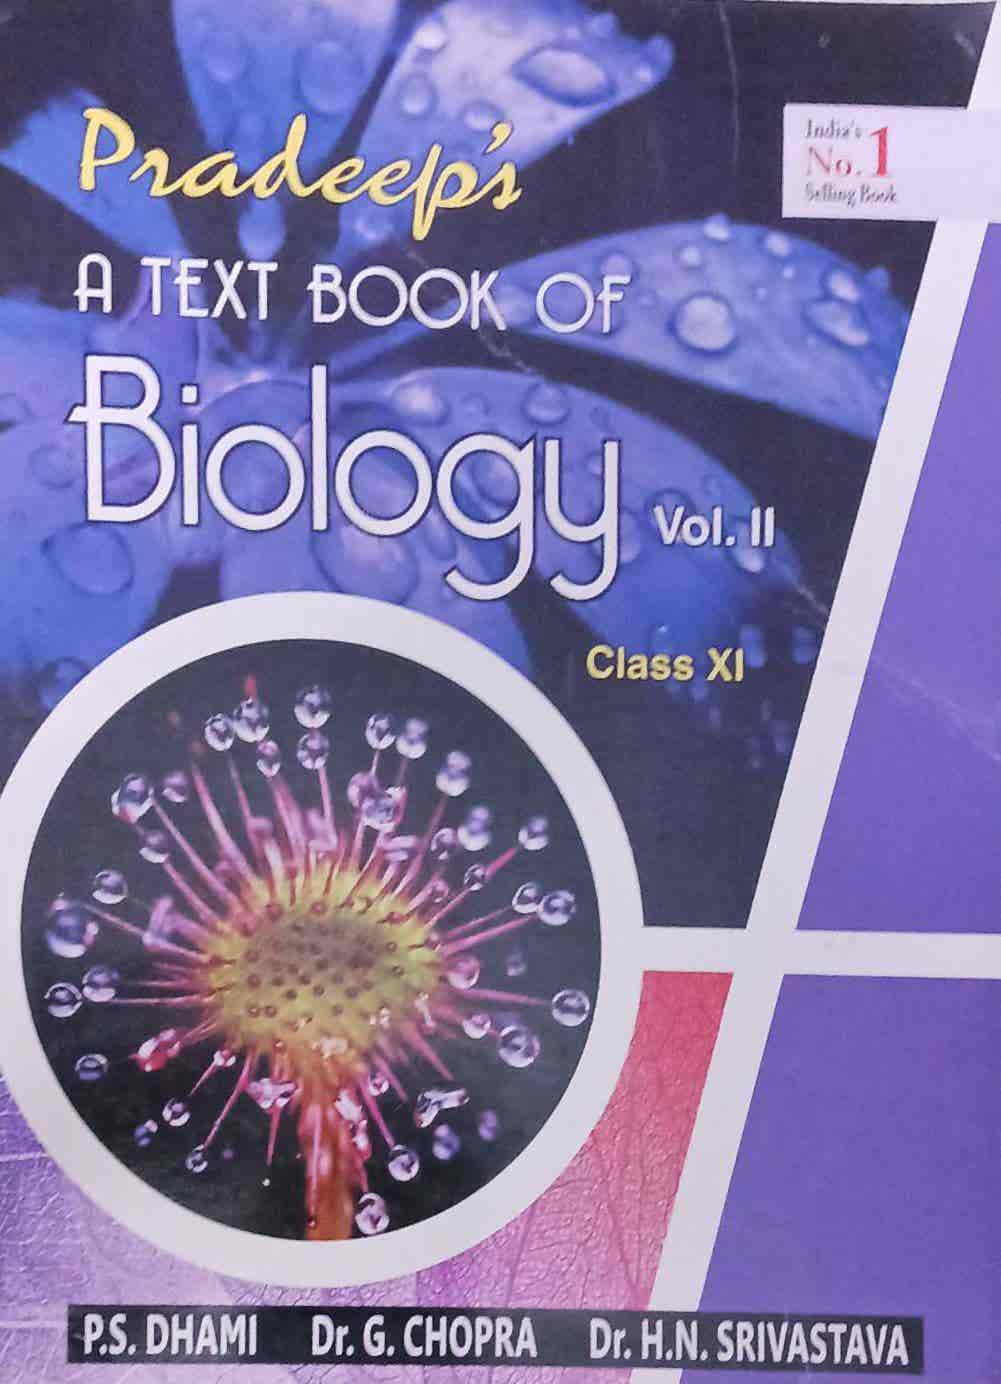 Pradeep's
India's
No. 1
Selling Book
A TEXT BOOK OF
Biology Vol. II
Class XI
P.S. DHAMI Dr. G. CHOPRA Dr. H.N. SRIVASTAVA